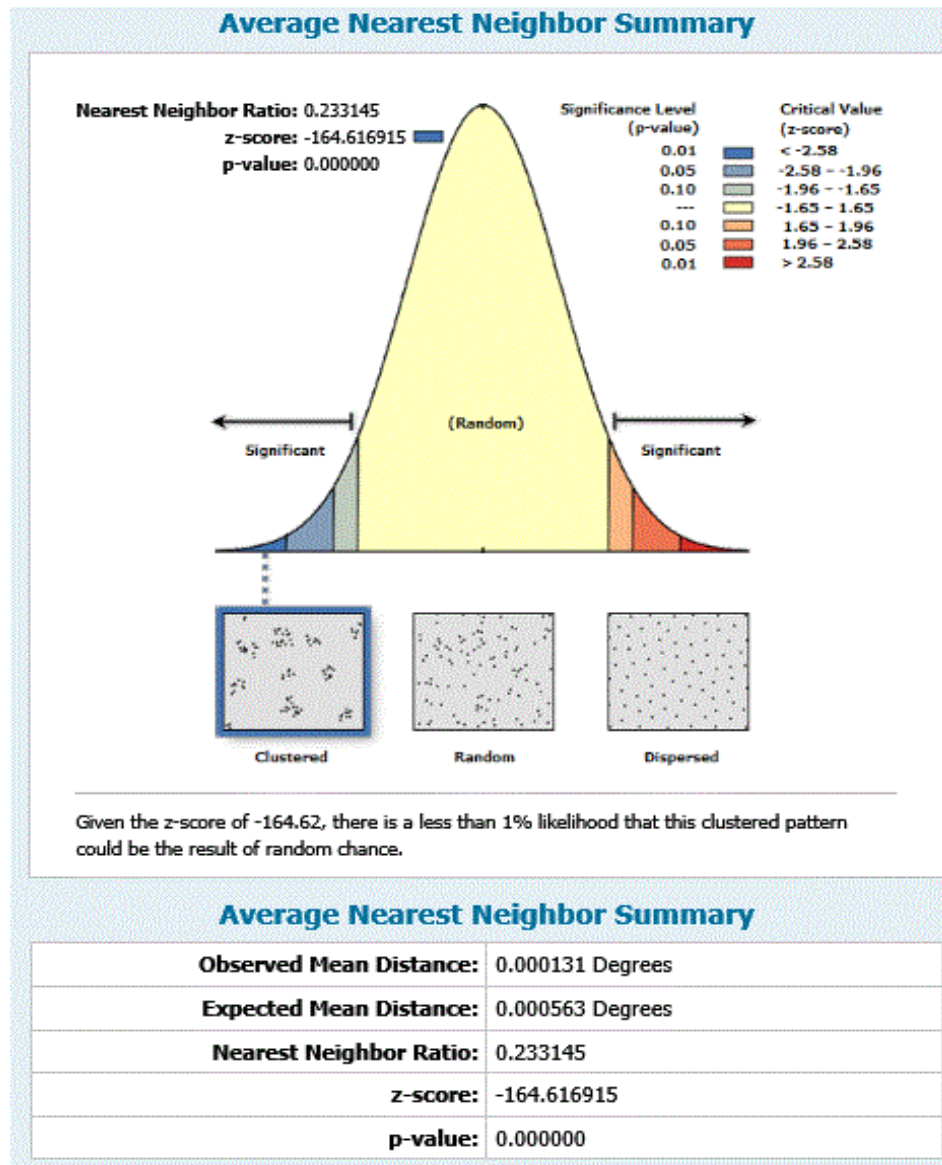 Average Nearest Neighbor Summary
Nearest Neighbor Ratio: 0.233145
z-score: -164.616915
p-value: 0.000000
Significance Level (p-value) Critical Value (z-score)
0.01 < -2.58
0.05 -2.58 - -1.96
0.10 -1.96 - -1.65
--- -1.65 - 1.65
0.10 1.65 - 1.96
0.05 1.96 - 2.58
0.01 > 2.58
(Random)
Significant Significant
Clustered Random Dispersed
Given the z-score of -164.62, there is a less than 1% likelihood that this clustered pattern
could be the result of random chance.
Average Nearest Neighbor Summary
Observed Mean Distance: 0.000131 Degrees
Expected Mean Distance: 0.000563 Degrees
Nearest Neighbor Ratio: 0.233145
z-score: -164.616915
p-value: 0.000000